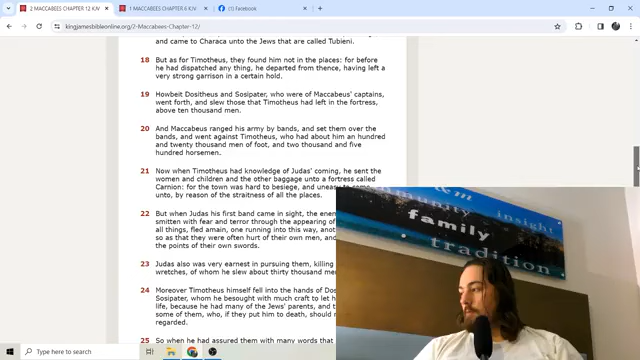 2 MACCABEES CHAPTER 12 KJV
1 MACCABEES CHAPTER 6 KJV
(3) Facebook
kingjamesbibleonline.org/2-Maccabees-Chapter-12/
and came to Characa unto the Jews that are called Tubieni.
18 But as for Timotheus, they found him not in the places: for before
he had dispatched any thing, he departed from thence, having left a
very strong garrison in a certain hold.
19 Howbeit Dositheus and Sosipater, who were of Maccabeus' captains,
went forth, and slew those that Timotheus had left in the fortress,
above ten thousand men.
20 And Maccabeus ranged his army by bands, and set them over the
bands, and went against Timotheus, who had about him an hundred
and twenty thousand men of foot, and two thousand and five
hundred horsemen.
21 Now when Timotheus had knowledge of Judas' coming, he sent the
women and children and the other baggage unto a fortress called
Carnion: for the town was hard to besiege, and uneasy to come
unto, by reason of the straitness of all the places.
22 But when Judas his first band came in sight, the
smitten with fear and terror through the appearing of
all things, fled amain, one running into this way,
so as that they were often hurt of their own men, and
the points of their own swords.
23 Judas also was very earnest in pursuing them, killing
wretches, of whom he slew about thirty thousand
24 Moreover Timotheus himself fell into the hands of
Sosipater, whom he besought with much craft to let
life, because he had many of the Jews' parents, and
some of them, who, if they put him to death, should
regarded.
25 So when he had assured them with many words that
community
insight
family
tradition
Type here to search